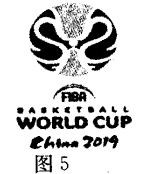 FIBA
BASKETBALL
WORLD CUP
China 2019
图 5